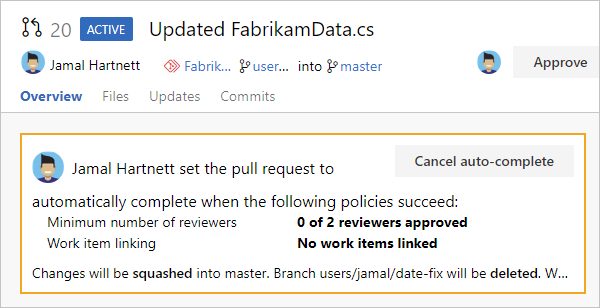 20 ACTIVE Updated FabrikamData.cs
Jamal Hartnett Fabrik... user... into master Approve
Overview Files Updates Commits
Jamal Hartnett set the pull request to Cancel auto-complete
automatically complete when the following policies succeed:
Minimum number of reviewers 0 of 2 reviewers approved
Work item linking No work items linked
Changes will be squashed into master. Branch users/jamal/date-fix will be deleted. W...